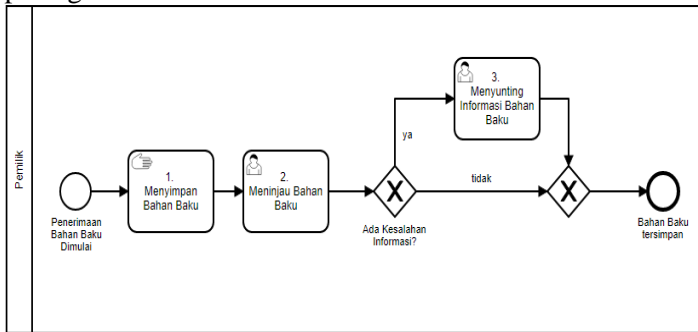 Pemilik
Penerimaan
Bahan Baku
Dimulai
1.
Menyimpan
Bahan Baku
2.
Meninjau Bahan
Baku
Ada Kesalahan
Informasi?
ya
3.
Menyunting
Informasi Bahan
Baku
tidak
Bahan Baku
tersimpan